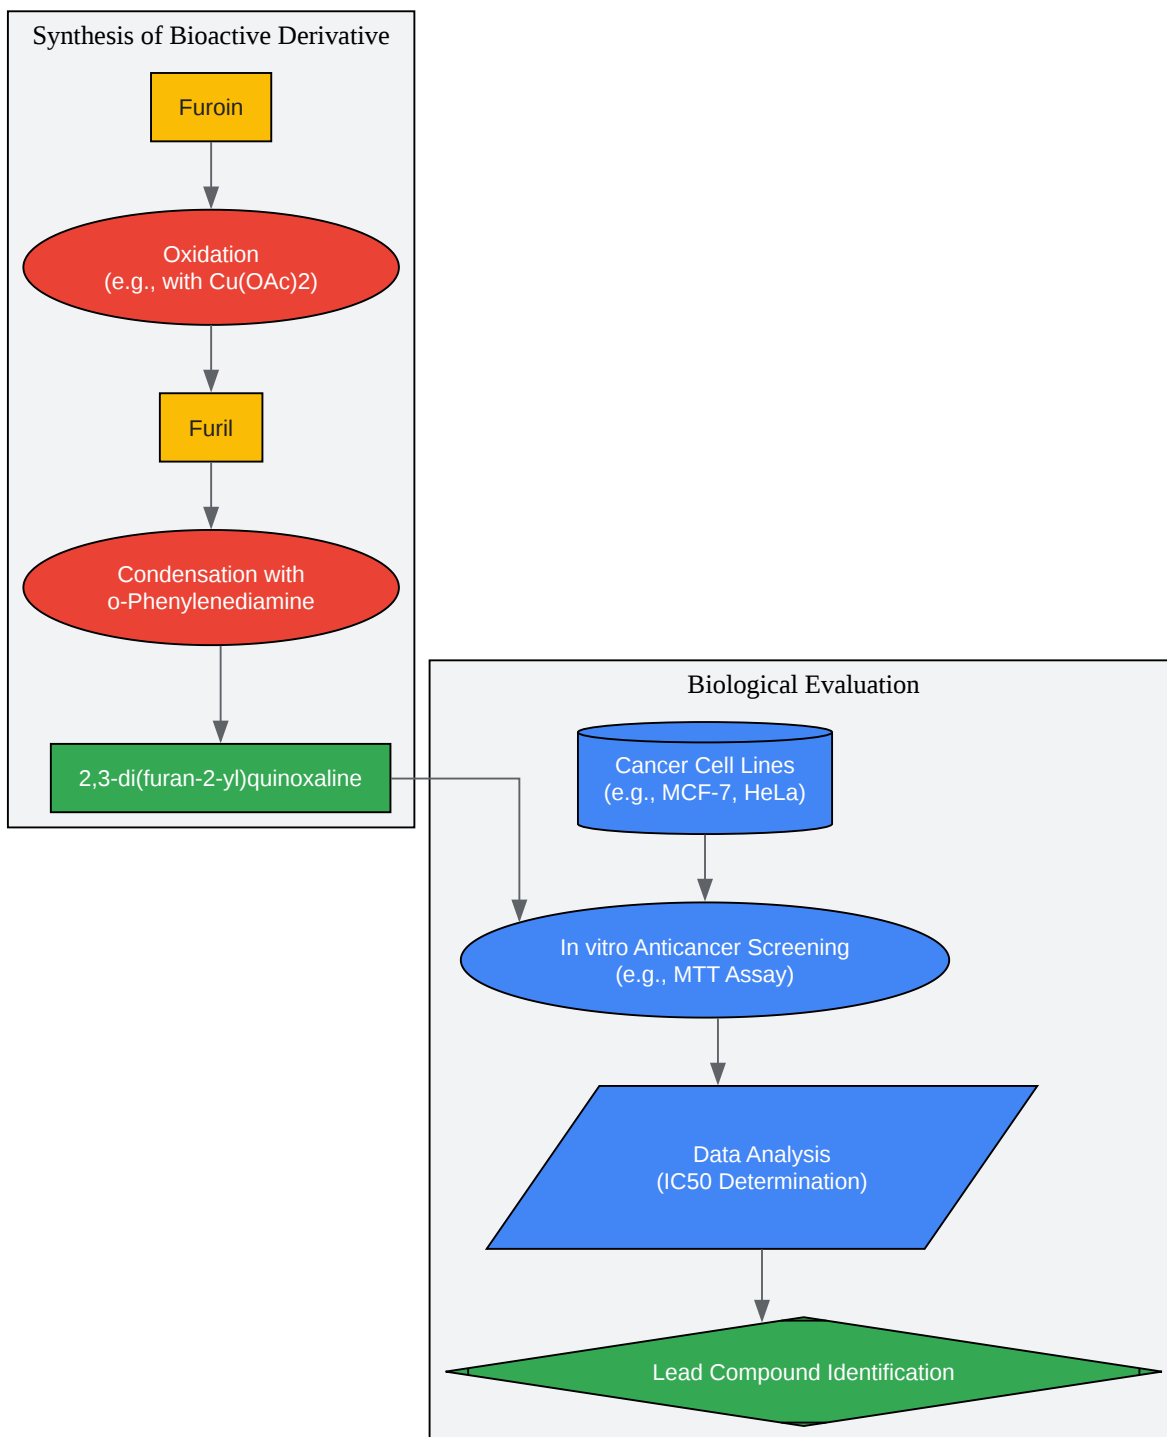 Synthesis of Bioactive Derivative
Furoin
Oxidation
(e.g., with Cu(OAc)2)
Furil
Condensation with
o-Phenylenediamine
2,3-di(furan-2-yl)quinoxaline
Biological Evaluation
Cancer Cell Lines
(e.g., MCF-7, HeLa)
In vitro Anticancer Screening
(e.g., MTT Assay)
Data Analysis
(IC50 Determination)
Lead Compound Identification